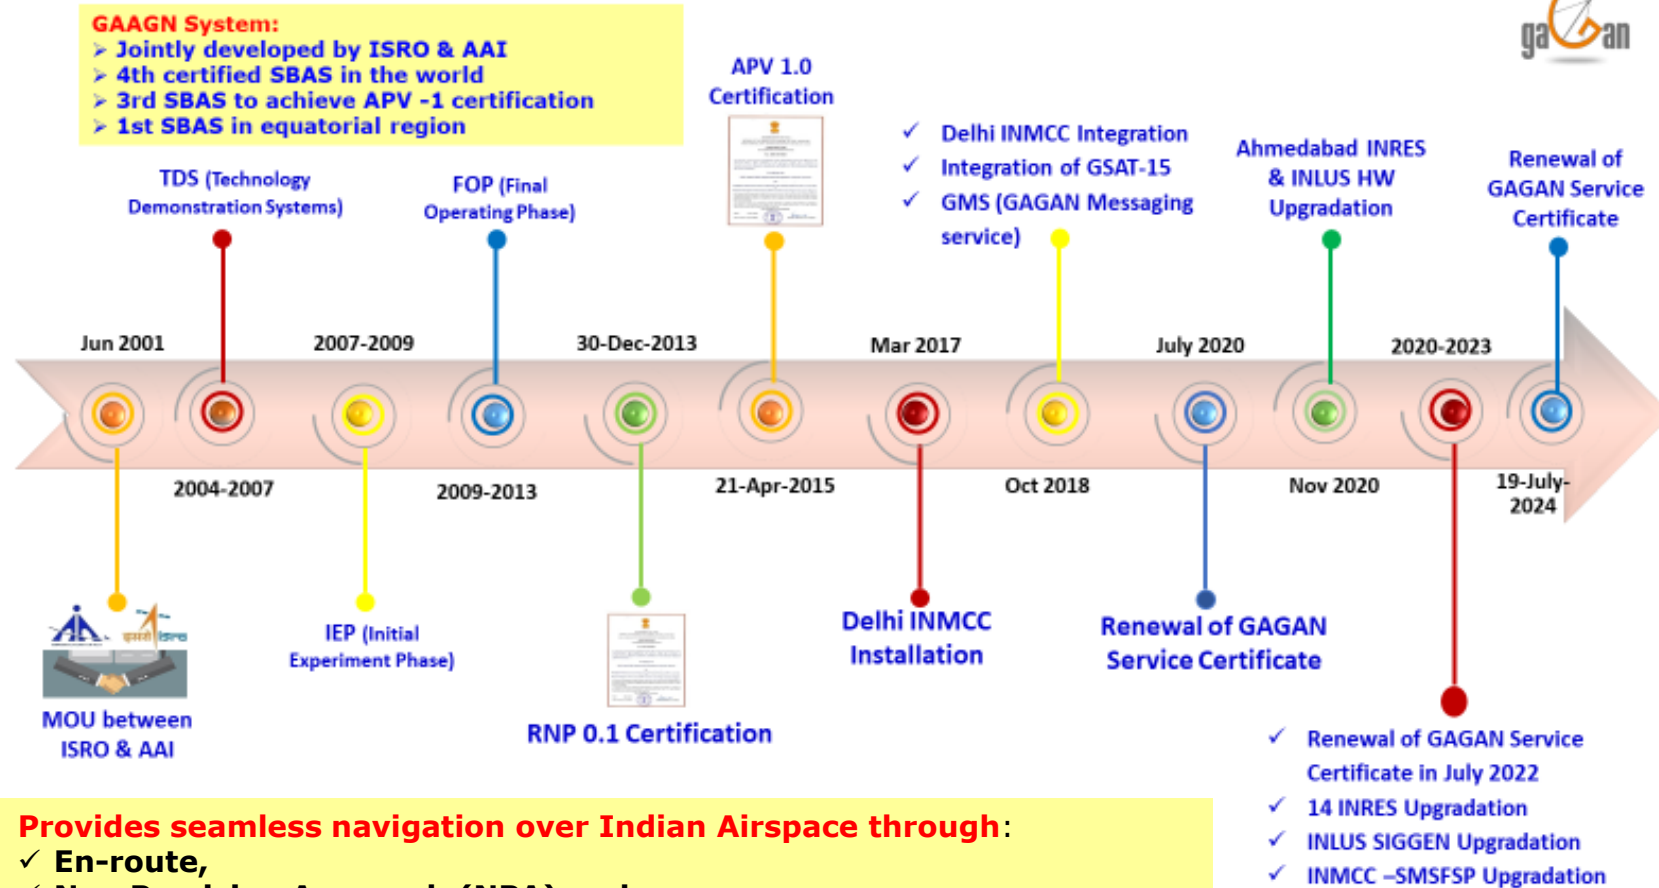 GAAGN System:
➢ Jointly developed by ISRO & AAI
➢ 4th certified SBAS in the world
➢ 3rd SBAS to achieve APV -1 certification
➢ 1st SBAS in equatorial region
gagan
APV 1.0
Certification
✓ Delhi INMCC Integration
✓ Integration of GSAT-15
✓ GMS (GAGAN Messaging
service)
Ahmedabad INRES
& INLUS HW
Upgradation
Renewal of
GAGAN Service
Certificate
TDS (Technology
Demonstration Systems)
FOP (Final
Operating Phase)
Jun 2001
2007-2009
30-Dec-2013
Mar 2017
July 2020
2020-2023
2004-2007
2009-2013
21-Apr-2015
Oct 2018
Nov 2020
19-July-
2024
इसरो isro
MOU between
ISRO & AAI
IEP (Initial
Experiment Phase)
RNP 0.1 Certification
Delhi INMCC
Installation
Renewal of GAGAN
Service Certificate
✓ Renewal of GAGAN Service
Certificate in July 2022
✓ 14 INRES Upgradation
✓ INLUS SIGGEN Upgradation
✓ INMCC –SMSFSP Upgradation
Provides seamless navigation over Indian Airspace through:
✓ En-route,